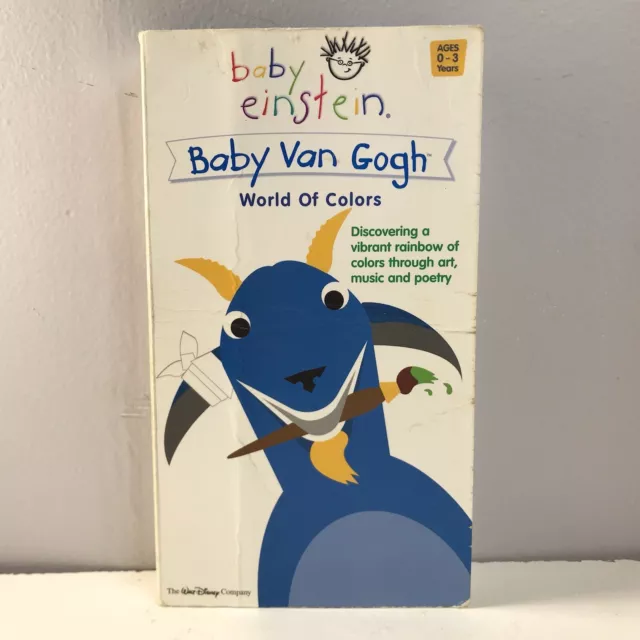 baby
einstein.
AGES
0-3
Years
Baby Van Gogh™
World Of Colors
Discovering a
vibrant rainbow of
colors through art,
music and poetry
The Walt Disney Company